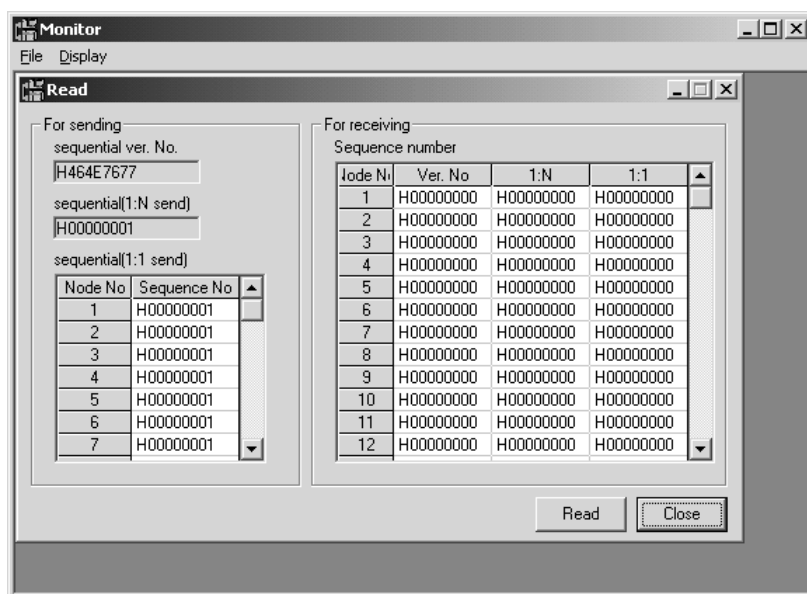 Monitor
File Display
Read
For sending
sequential ver. No.
H464E7677
sequential(1:N send)
H00000001
sequential(1:1 send)
Node No Sequence No
1 H00000001
2 H00000001
3 H00000001
4 H00000001
5 H00000001
6 H00000001
7 H00000001
For receiving
Sequence number
Node No Ver. No 1:N 1:1
1 H00000000 H00000000 H00000000
2 H00000000 H00000000 H00000000
3 H00000000 H00000000 H00000000
4 H00000000 H00000000 H00000000
5 H00000000 H00000000 H00000000
6 H00000000 H00000000 H00000000
7 H00000000 H00000000 H00000000
8 H00000000 H00000000 H00000000
9 H00000000 H00000000 H00000000
10 H00000000 H00000000 H00000000
11 H00000000 H00000000 H00000000
12 H00000000 H00000000 H00000000
Read Close